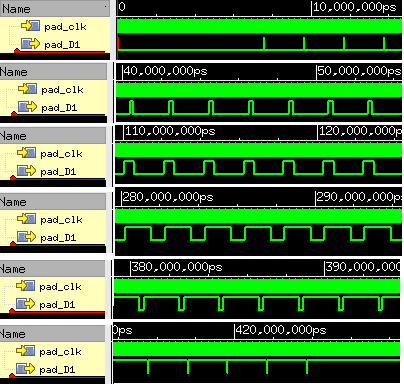 Name 0 10,000,000ps
pad_clk
pad_D1
Name 40,000,000ps 50,000,000ps
pad_clk
pad_D1
Name 110,000,000ps 120,000,000ps
pad_clk
pad_D1
Name 280,000,000ps 290,000,000ps
pad_clk
pad_D1
Name 380,000,000ps 390,000,000ps
pad_clk
pad_D1
Name 0ps 420,000,000ps
pad_clk
pad_D1